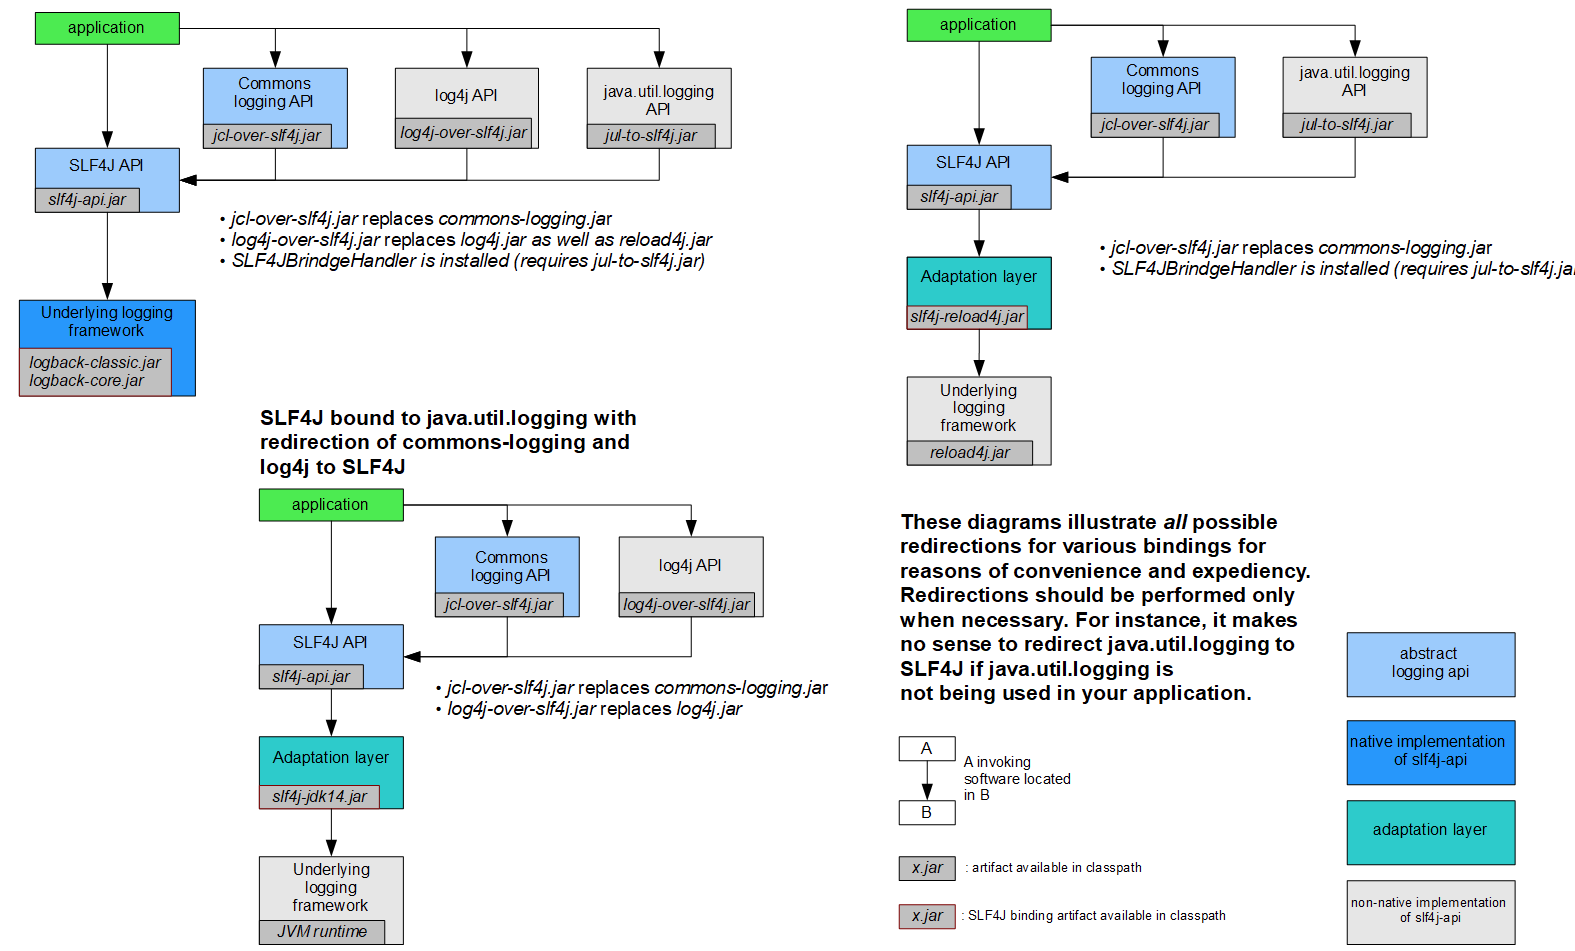 application
Commons
logging API
jcl-over-slf4j.jar
log4j API
log4j-over-slf4j.jar
java.util.logging
API
jul-to-slf4j.jar
SLF4J API
slf4j-api.jar
• jcl-over-slf4j.jar replaces commons-logging.jar
• log4j-over-slf4j.jar replaces log4j.jar as well as reload4j.jar
• SLF4JBrindgeHandler is installed (requires jul-to-slf4j.jar)
Underlying logging
framework
logback-classic.jar
logback-core.jar
application
Commons
logging API
jcl-over-slf4j.jar
java.util.logging
API
jul-to-slf4j.jar
SLF4J API
slf4j-api.jar
• jcl-over-slf4j.jar replaces commons-logging.jar
• SLF4JBrindgeHandler is installed (requires jul-to-slf4j.jar
Adaptation layer
slf4j-reload4j.jar
Underlying
logging
framework
reload4j.jar
SLF4J bound to java.util.logging with
redirection of commons-logging and
log4j to SLF4J
application
Commons
logging API
jcl-over-slf4j.jar
log4j API
log4j-over-slf4j.jar
SLF4J API
slf4j-api.jar
• jcl-over-slf4j.jar replaces commons-logging.jar
• log4j-over-slf4j.jar replaces log4j.jar
Adaptation layer
slf4j-jdk14.jar
Underlying
logging
framework
JVM runtime
These diagrams illustrate all possible
redirections for various bindings for
reasons of convenience and expediency.
Redirections should be performed only
when necessary. For instance, it makes
no sense to redirect java.util.logging to
SLF4J if java.util.logging is
not being used in your application.
A
A invoking
software located
in B
B
x.jar : artifact available in classpath
x.jar : SLF4J binding artifact available in classpath
abstract
logging api
native implementation
of slf4j-api
adaptation layer
non-native implementation
of slf4j-api